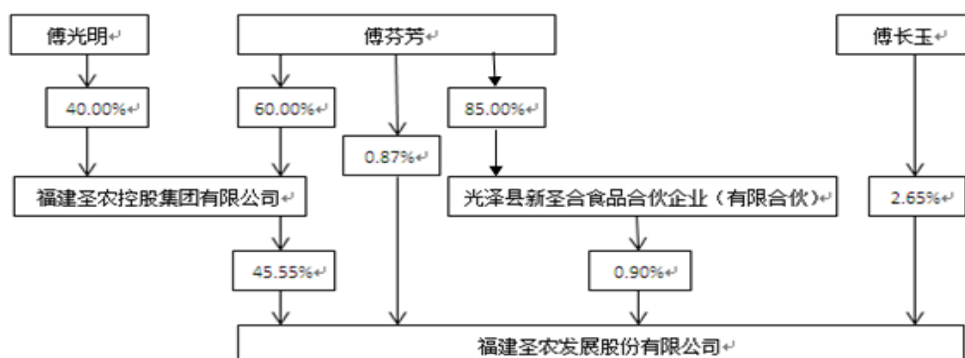 傅光明
傅芬芳
傅长玉
40.00%
60.00%
85.00%
0.87%
福建圣农控股集团有限公司
光泽县新圣合食品合伙企业（有限合伙）
2.65%
45.55%
0.90%
福建圣农发展股份有限公司